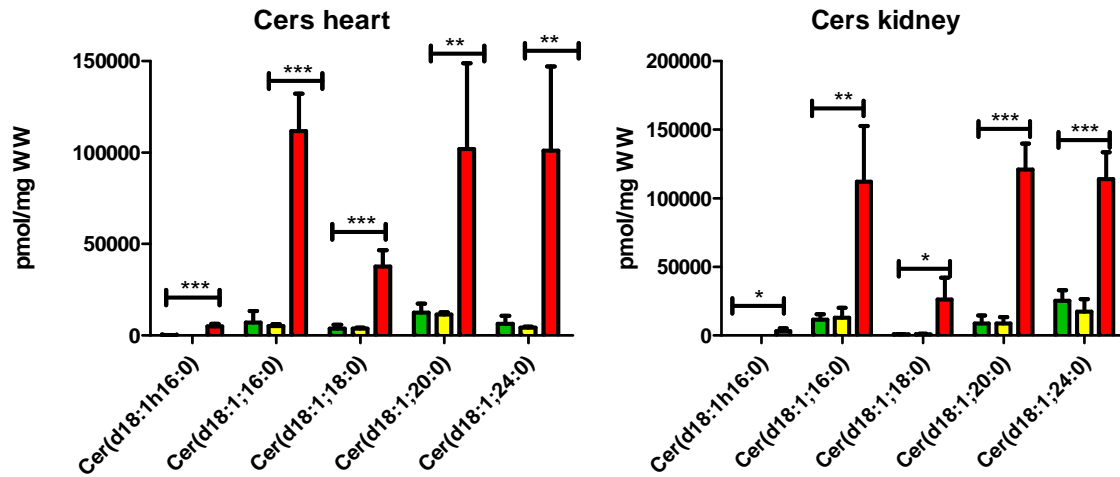 Cers heart
pmol/mg WW
150000
100000
50000
0
***
***
***
**
**
Cer(d18:1h16:0)
Cer(d18:1;16:0)
Cer(d18:1;18:0)
Cer(d18:1;20:0)
Cer(d18:1;24:0)
Cers kidney
pmol/mg WW
200000
150000
100000
50000
0
*
**
*
***
***
Cer(d18:1h16:0)
Cer(d18:1;16:0)
Cer(d18:1;18:0)
Cer(d18:1;20:0)
Cer(d18:1;24:0)